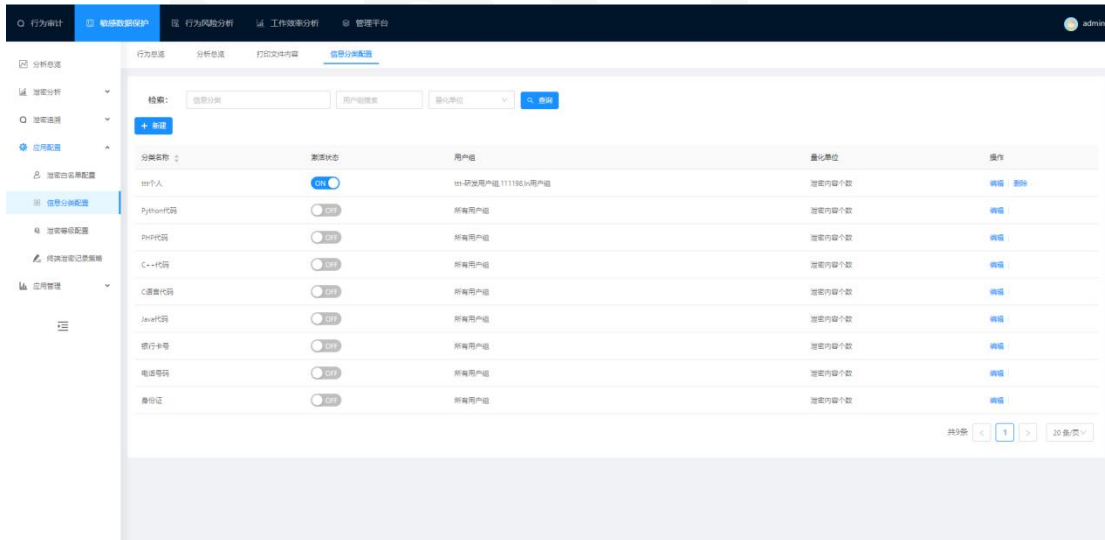 行为审计 敏感数据保护 行为风险分析 工作效率分析 管理平台 admin
行为总览 分析总览 打印文件内容 信息分类配置
分析总览
泄密分析
泄密追溯
应用配置
泄密白名单配置
信息分类配置
泄密等级配置
终端泄密记录策略
应用管理
检索： 信息分类 用户组搜索 量化单位 查询
+ 新建
分类名称 激活状态 用户组 量化单位 操作
ttt个人 ON ttt-研发用户组,111198,ln用户组 泄密内容个数 编辑 删除
Python代码 OFF 所有用户组 泄密内容个数 编辑
PHP代码 OFF 所有用户组 泄密内容个数 编辑
C++代码 OFF 所有用户组 泄密内容个数 编辑
C语言代码 OFF 所有用户组 泄密内容个数 编辑
Java代码 OFF 所有用户组 泄密内容个数 编辑
银行卡号 OFF 所有用户组 泄密内容个数 编辑
电话号码 OFF 所有用户组 泄密内容个数 编辑
身份证 OFF 所有用户组 泄密内容个数 编辑
共9条 < 1 > 20 条/页